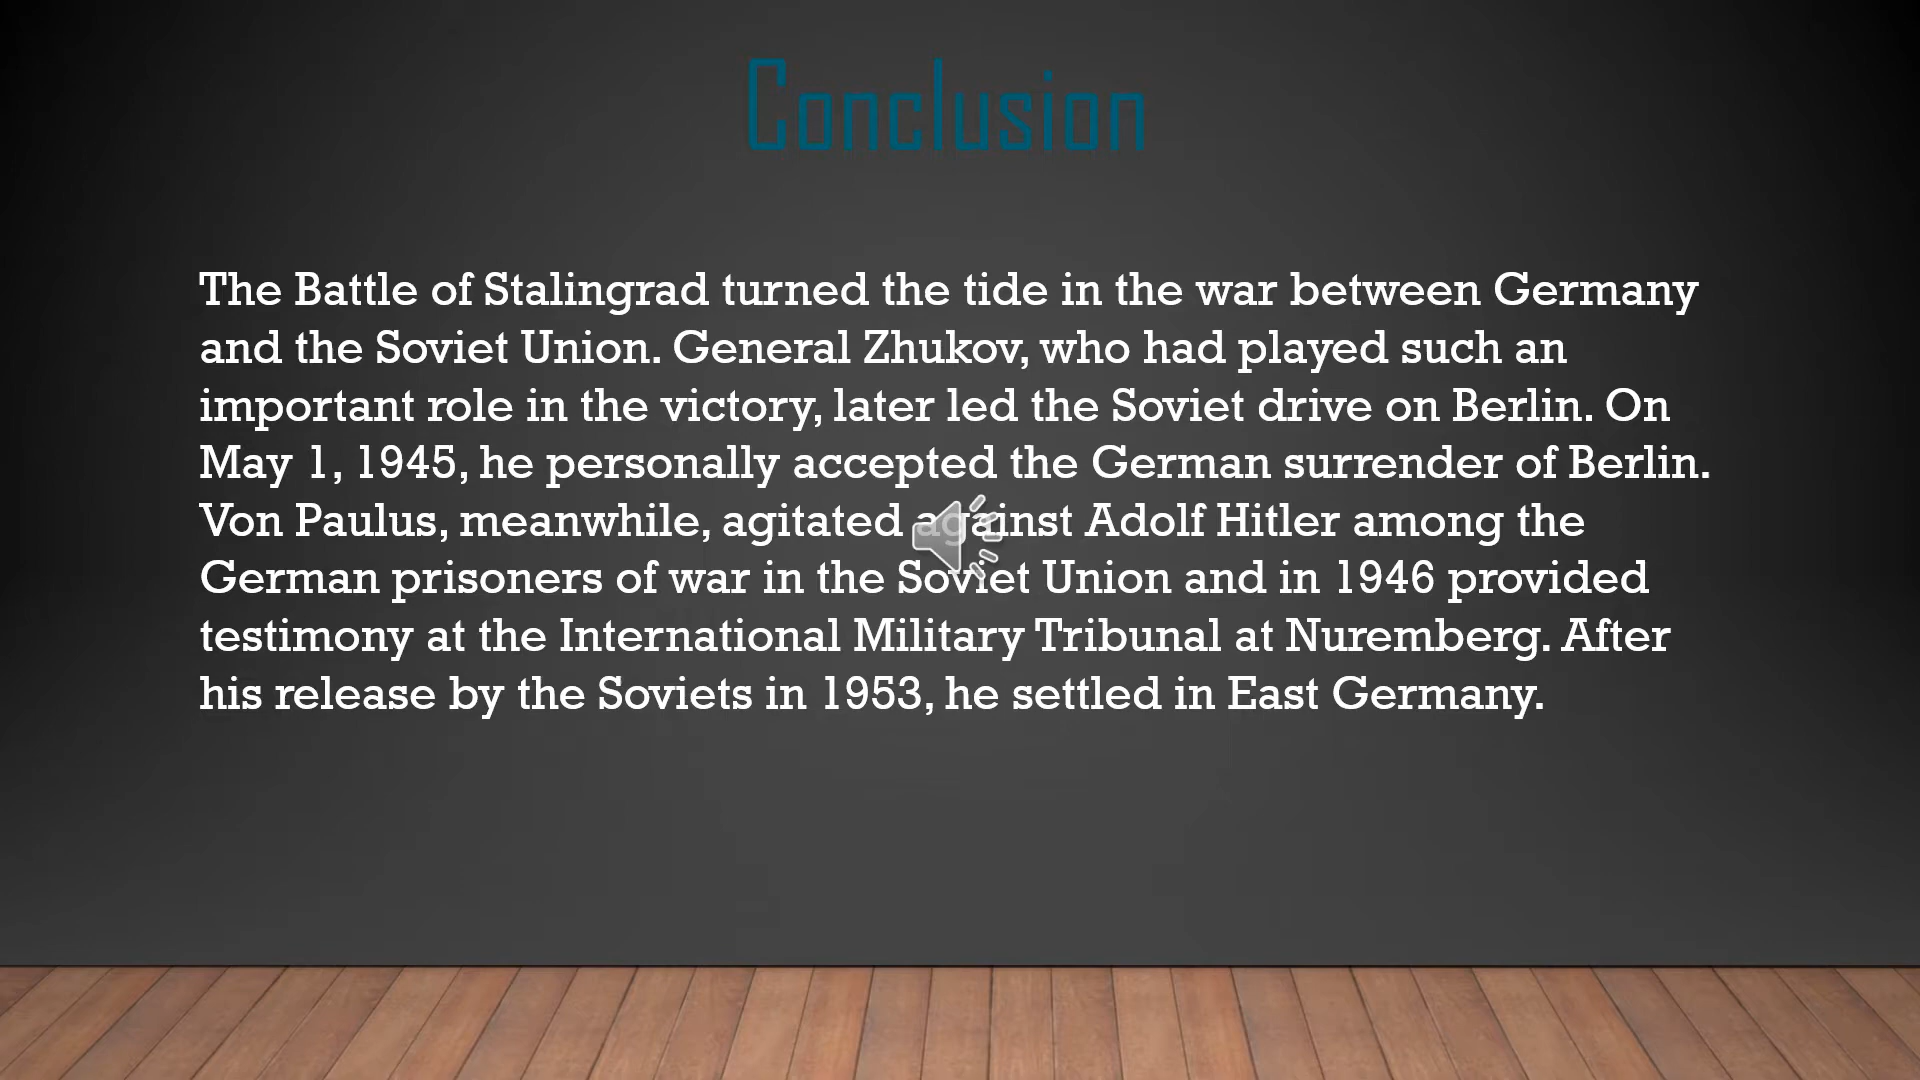 Conclusion
The Battle of Stalingrad turned the tide in the war between Germany
and the Soviet Union. General Zhukov, who had played such an
important role in the victory, later led the Soviet drive on Berlin. On
May 1, 1945, he personally accepted the German surrender of Berlin.
Von Paulus, meanwhile, agitated against Adolf Hitler among the
German prisoners of war in the Soviet Union and in 1946 provided
testimony at the International Military Tribunal at Nuremberg. After
his release by the Soviets in 1953, he settled in East Germany.